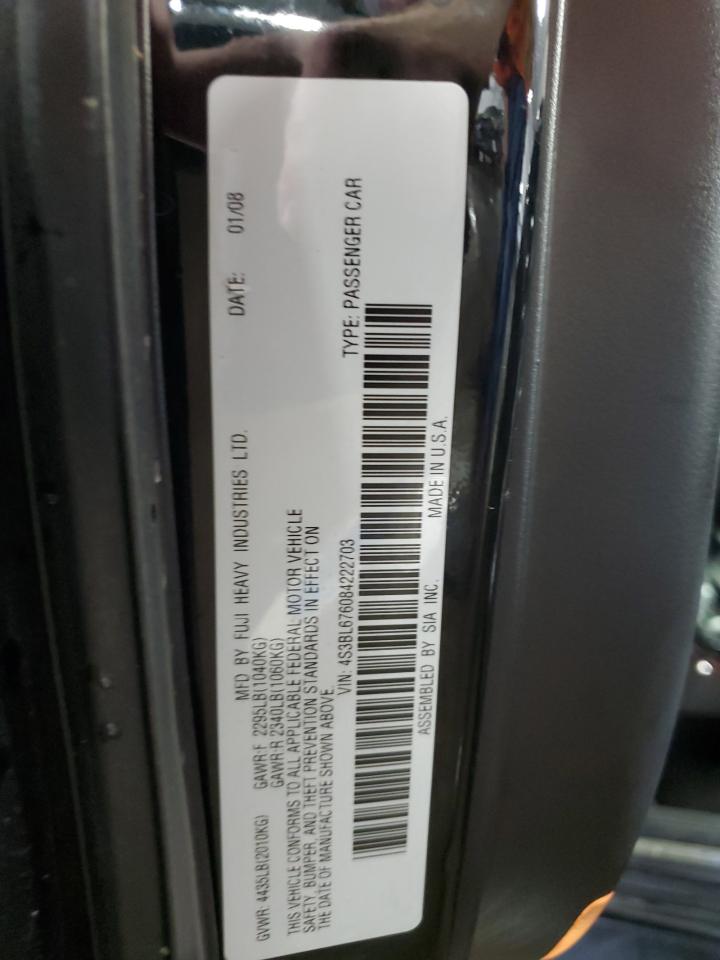 MFD BY FUJI HEAVY INDUSTRIES LTD. DATE: 01/08
GVWR: 4435LB(2010KG) GAWR:F 2295LB(1040KG)
GAWR:R 2340LB(1060KG)
THIS VEHICLE CONFORMS TO ALL APPLICABLE FEDERAL MOTOR VEHICLE
SAFETY, BUMPER, AND THEFT PREVENTION STANDARDS IN EFFECT ON
THE DATE OF MANUFACTURE SHOWN ABOVE.
VIN: 4S3BL676084222703 TYPE: PASSENGER CAR
ASSEMBLED BY SIA INC. MADE IN U.S.A.